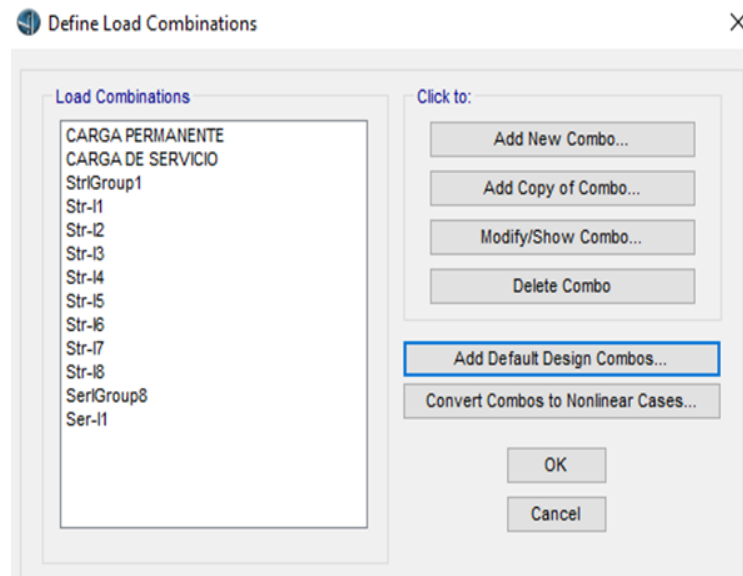 Define Load Combinations
Load Combinations
CARGA PERMANENTE
CARGA DE SERVICIO
StrIGroup1
Str-I1
Str-I2
Str-I3
Str-I4
Str-I5
Str-I6
Str-I7
Str-I8
SerIGroup8
Ser-I1
Click to:
Add New Combo...
Add Copy of Combo...
Modify/Show Combo...
Delete Combo
Add Default Design Combos...
Convert Combos to Nonlinear Cases...
OK
Cancel